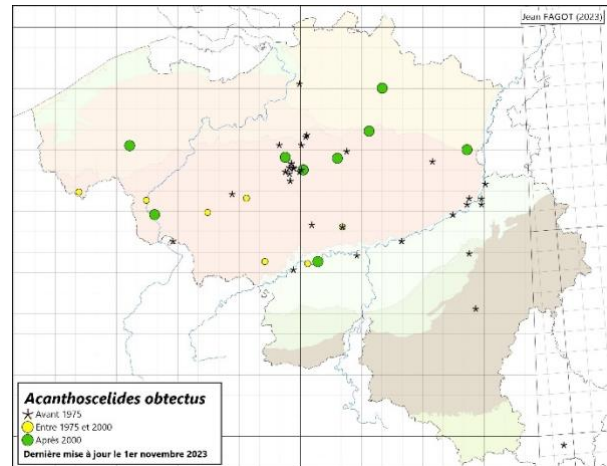 Jean FAGOT (2023)
Acanthoscelides obtectus
Avant 1975
Entre 1975 et 2000
Après 2000
Dernière mise à jour le 1er novembre 2023